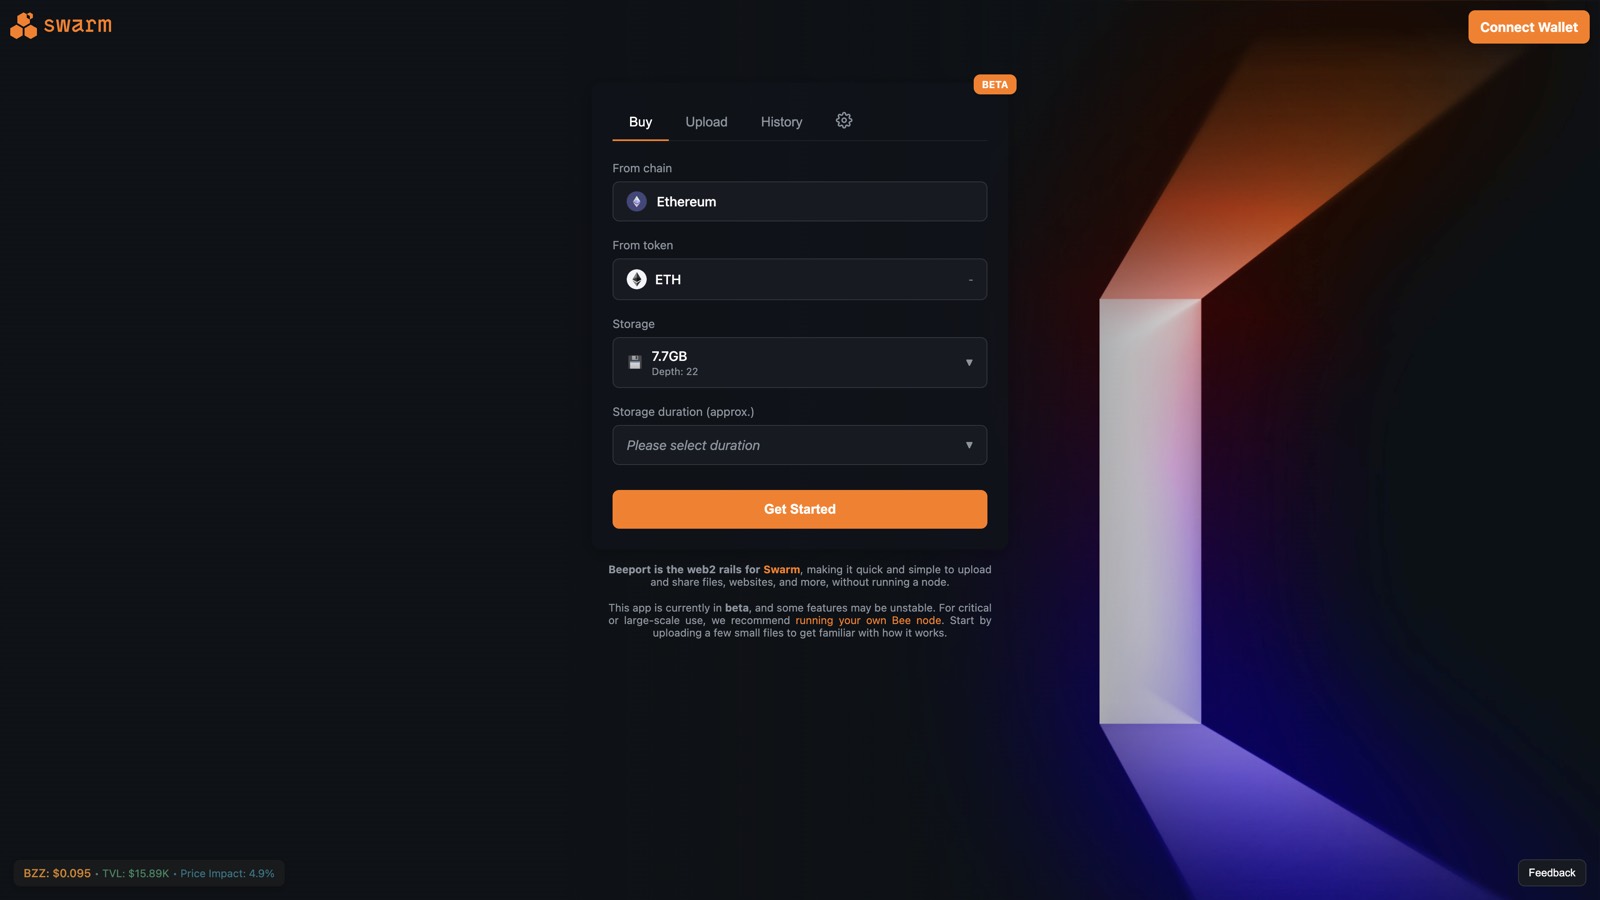 swarm
Connect Wallet
BETA
Buy
Upload
History
From chain
Ethereum
From token
ETH
-
Storage
7.7GB
Depth: 22
Storage duration (approx.)
Please select duration
Get Started
Beeport is the web2 rails for Swarm, making it quick and simple to upload
and share files, websites, and more, without running a node.
This app is currently in beta, and some features may be unstable. For critical
or large-scale use, we recommend running your own Bee node. Start by
uploading a few small files to get familiar with how it works.
BZZ: $0.095 • TVL: $15.89K • Price Impact: 4.9%
Feedback